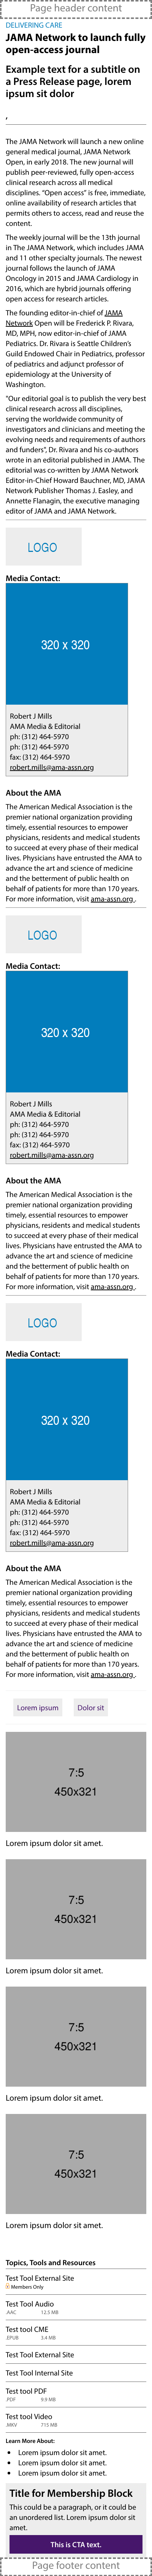 Page header content
DELIVERING CARE
JAMA Network to launch fully
open-access journal
Example text for a subtitle on
a Press Release page, lorem
ipsum sit dolor
,
The JAMA Network will launch a new online
general medical journal, JAMA Network
Open, in early 2018. The new journal will
publish peer-reviewed, fully open-access
clinical research across all medical
disciplines. “Open access” is free, immediate,
online availability of research articles that
permits others to access, read and reuse the
content.
The weekly journal will be the 13th journal
in The JAMA Network, which includes JAMA
and 11 other specialty journals. The newest
journal follows the launch of JAMA
Oncology in 2015 and JAMA Cardiology in
2016, which are hybrid journals offering
open access for research articles.
The founding editor-in-chief of JAMA
Network Open will be Frederick P. Rivara,
MD, MPH, now editor-in-chief of JAMA
Pediatrics. Dr. Rivara is Seattle Children’s
Guild Endowed Chair in Pediatrics, professor
of pediatrics and adjunct professor of
epidemiology at the University of
Washington.
"Our editorial goal is to publish the very best
clinical research across all disciplines,
serving the worldwide community of
investigators and clinicians and meeting the
evolving needs and requirements of authors
and funders”, Dr. Rivara and his co-authors
wrote in an editorial published in JAMA. The
editorial was co-written by JAMA Network
Editor-in-Chief Howard Bauchner, MD, JAMA
Network Publisher Thomas J. Easley, and
Annette Flanagin, the executive managing
editor of JAMA and JAMA Network.
LOGO
Media Contact:
320 x 320
Robert J Mills
AMA Media & Editorial
ph: (312) 464-5970
ph: (312) 464-5970
fax: (312) 464-5970
robert.mills@ama-assn.org
About the AMA
The American Medical Association is the
premier national organization providing
timely, essential resources to empower
physicians, residents and medical students
to succeed at every phase of their medical
lives. Physicians have entrusted the AMA to
advance the art and science of medicine
and the betterment of public health on
behalf of patients for more than 170 years.
For more information, visit ama-assn.org .
LOGO
Media Contact:
320 x 320
Robert J Mills
AMA Media & Editorial
ph: (312) 464-5970
ph: (312) 464-5970
fax: (312) 464-5970
robert.mills@ama-assn.org
About the AMA
The American Medical Association is the
premier national organization providing
timely, essential resources to empower
physicians, residents and medical students
to succeed at every phase of their medical
lives. Physicians have entrusted the AMA to
advance the art and science of medicine
and the betterment of public health on
behalf of patients for more than 170 years.
For more information, visit ama-assn.org .
LOGO
Media Contact:
320 x 320
Robert J Mills
AMA Media & Editorial
ph: (312) 464-5970
ph: (312) 464-5970
fax: (312) 464-5970
robert.mills@ama-assn.org
About the AMA
The American Medical Association is the
premier national organization providing
timely, essential resources to empower
physicians, residents and medical students
to succeed at every phase of their medical
lives. Physicians have entrusted the AMA to
advance the art and science of medicine
and the betterment of public health on
behalf of patients for more than 170 years.
For more information, visit ama-assn.org .
Lorem ipsum Dolor sit
7:5
450x321
Lorem ipsum dolor sit amet.
7:5
450x321
Lorem ipsum dolor sit amet.
7:5
450x321
Lorem ipsum dolor sit amet.
7:5
450x321
Lorem ipsum dolor sit amet.
Topics, Tools and Resources
Test Tool External Site
Members Only
Test Tool Audio
.AAC 12.5 MB
Test tool CME
.EPUB 3.4 MB
Test Tool External Site
Test Tool Internal Site
Test tool PDF
.PDF 9.9 MB
Test tool Video
.MKV 715 MB
Learn More About:
• Lorem ipsum dolor sit amet.
• Lorem ipsum dolor sit amet.
• Lorem ipsum dolor sit amet.
Title for Membership Block
This could be a paragraph, or it could be
an unordered list. Lorem ipsum dolor sit
amet.
This is CTA text.
Page footer content